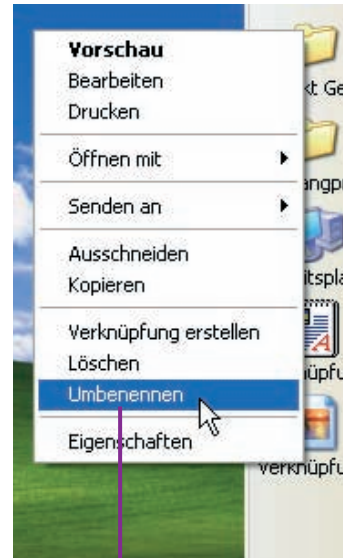 Vorschau
Bearbeiten
Drucken
Öffnen mit
Senden an
Ausschneiden
Kopieren
Verknüpfung erstellen
Löschen
Umbenennen
Eigenschaften